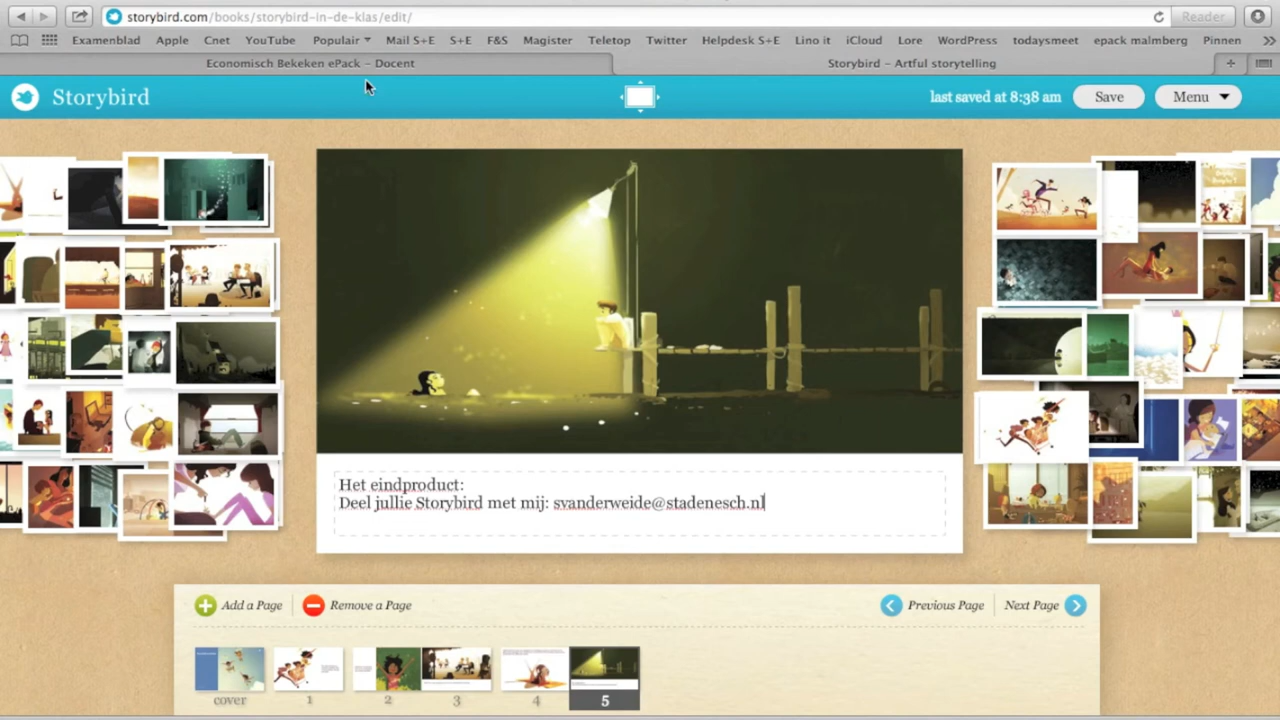 storybird.com/books/storybird-in-de-klas/edit/
Reader
Examenblad Apple Cnet YouTube Populair Mail S+E S+E F&S Magister Teletop Twitter Helpdesk S+E Lino it iCloud Lore WordPress todaysmeet epack malmberg Pinnen
Economisch Bekeken ePack – Docent
Storybird – Artful storytelling
Storybird
last saved at 8:38 am
Save
Menu
Het eindproduct:
Deel jullie Storybird met mij: svanderweide@stadenesch.nl
Add a Page
Remove a Page
Previous Page
Next Page
cover 1 2 3 4 5